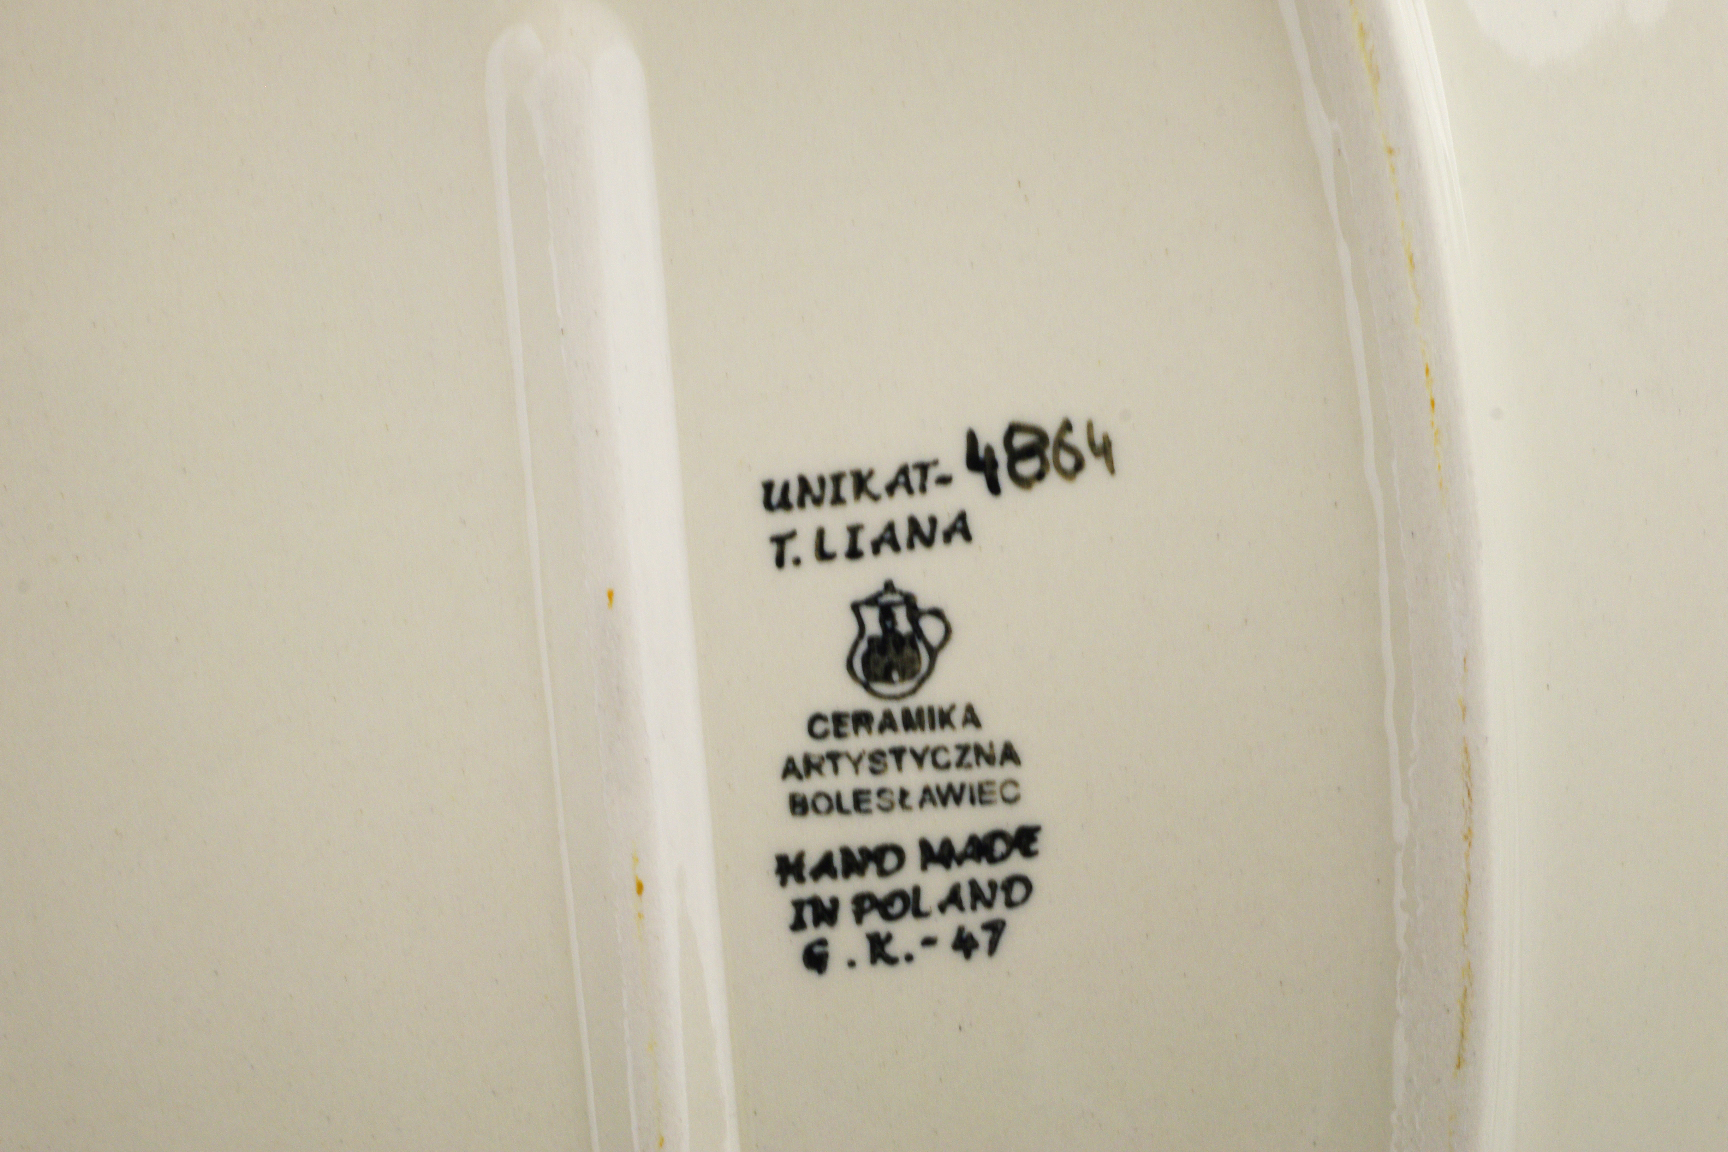 UNIKAT-4864
T. LIANA
CERAMIKA
ARTYSTYCZNA
BOLESŁAWIEC
HAND MADE
IN POLAND
G.K.-47